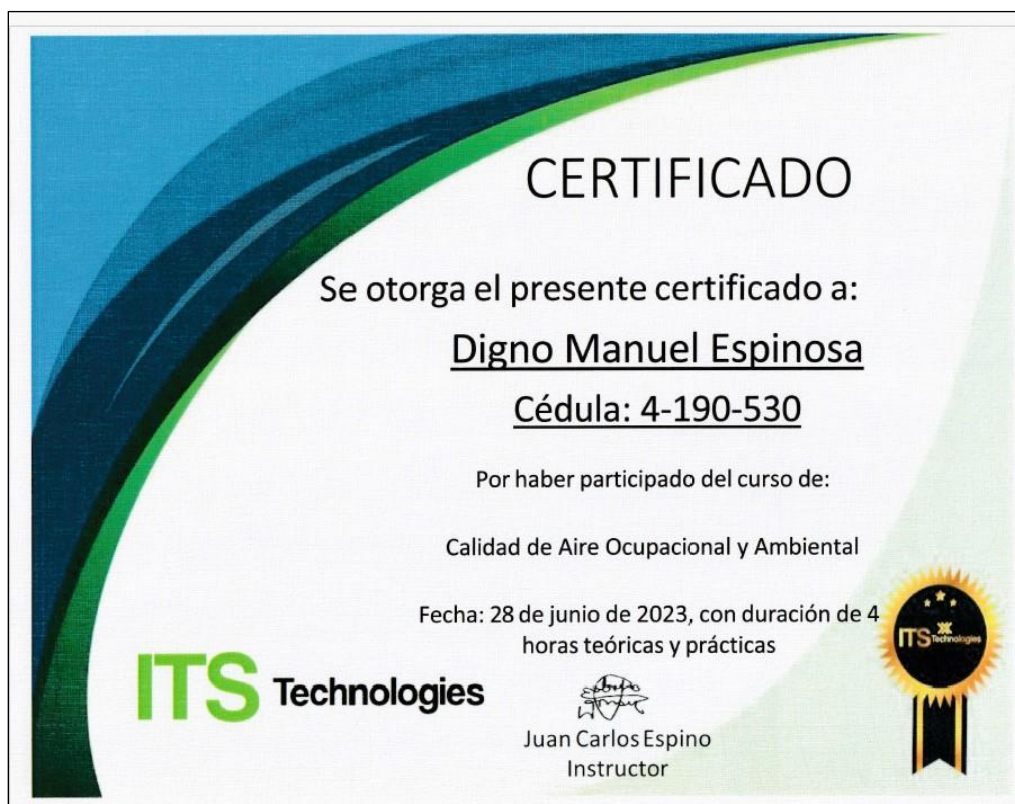 CERTIFICADO
Se otorga el presente certificado a:
Digno Manuel Espinosa
Cédula: 4-190-530
Por haber participado del curso de:
Calidad de Aire Ocupacional y Ambiental
Fecha: 28 de junio de 2023, con duración de 4
horas teóricas y prácticas
ITS Technologies
Juan Carlos Espino
Instructor
ITS Technologies